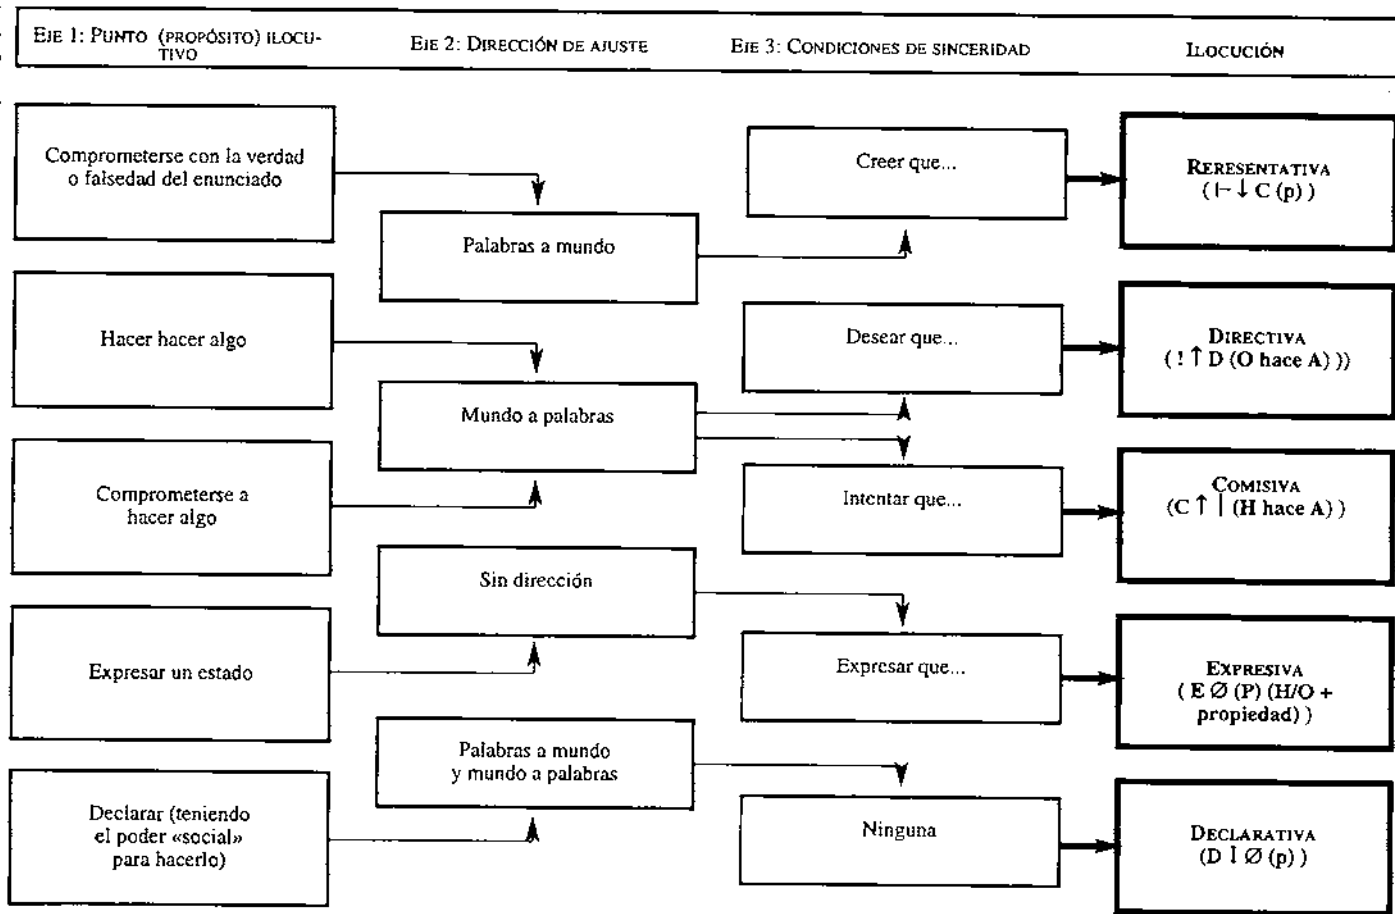 EJE 1: PUNTO (PROPÓSITO) ILOCU-
TIVO
EJE 2: DIRECCIÓN DE AJUSTE
EJE 3: CONDICIONES DE SINCERIDAD
ILOCUCIÓN
Comprometerse con la verdad
o falsedad del enunciado
Palabras a mundo
Creer que...
RERESENTATIVA
( ⊢ ↓ C (p) )
Hacer hacer algo
Mundo a palabras
Desear que...
DIRECTIVA
( ! ↑ D (O hace A) ))
Comprometerse a
hacer algo
Intentar que...
COMISIVA
(C ↑ | (H hace A) )
Sin dirección
Expresar un estado
Expresar que...
EXPRESIVA
( E ∅ (P) (H/O +
propiedad) )
Palabras a mundo
y mundo a palabras
Declarar (teniendo
el poder «social»
para hacerlo)
Ninguna
DECLARATIVA
(D ↕ ∅ (p) )